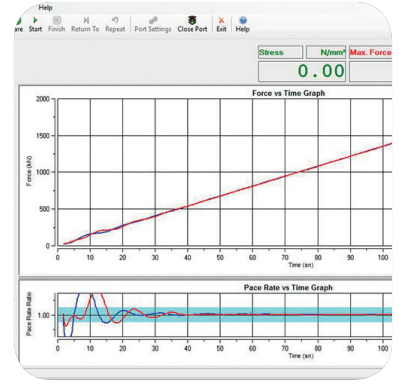 Help
are Start Finish Return To Repeat Port Settings Close Port Exit Help
Stress N/mm² Max. Force
0.00
Force vs Time Graph
Force (kN)
2000
1500
1000
500
0
0 10 20 30 40 50 60 70 80 90 100
Time (sn)
Pace Rate vs Time Graph
Pace Rate Ratio
1.00
0 10 20 30 40 50 60 70 80 90 100
Time (sn)